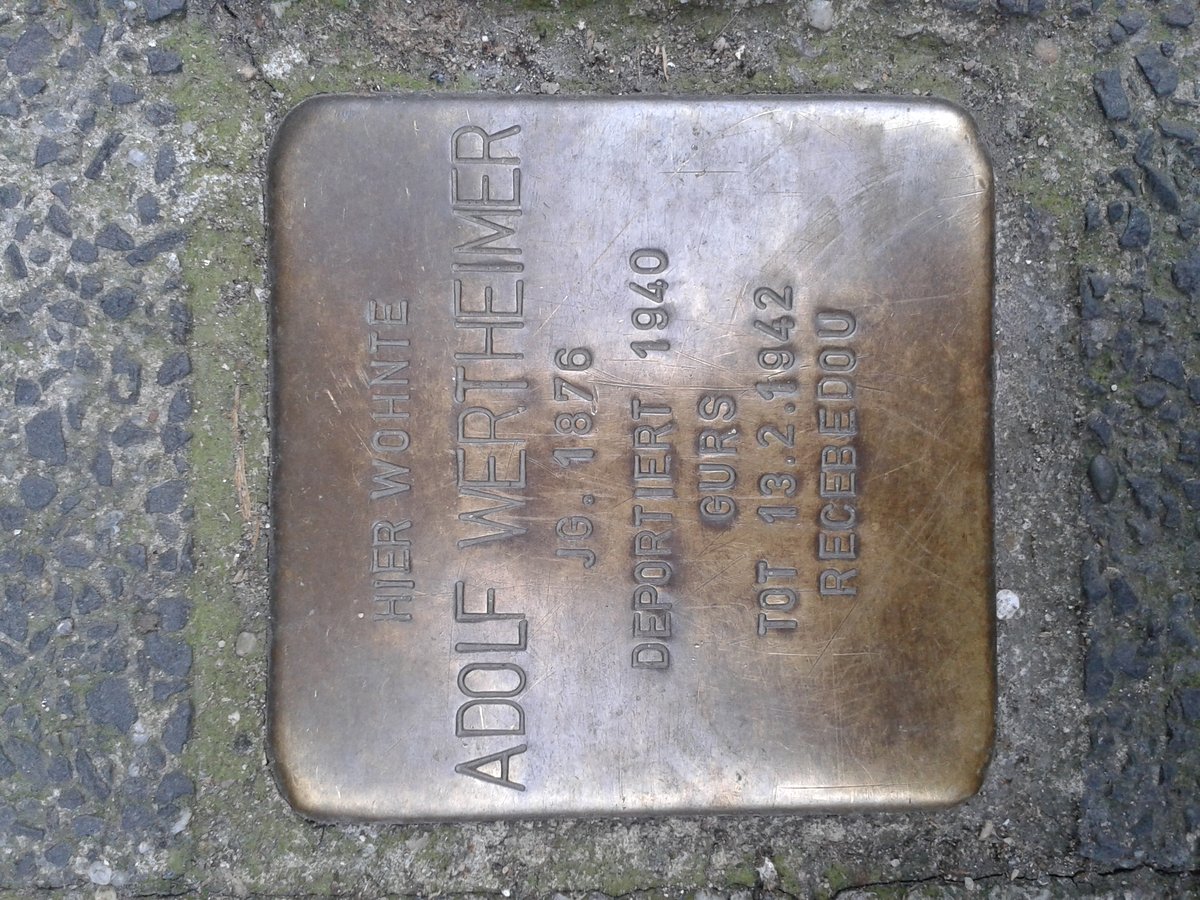 HIER WOHNTE
ADOLF WERTHEIMER
JG. 1876
DEPORTIERT 1940
GURS
TOT 13.2.1942
RECEBEDOU